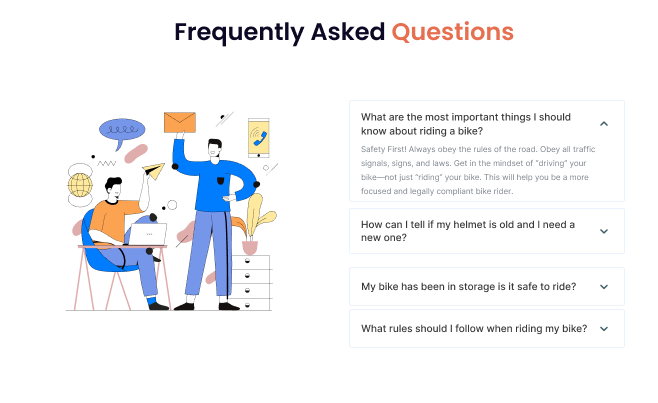 Frequently Asked Questions
What are the most important things I should
know about riding a bike?
Safety First! Always obey the rules of the road. Obey all traffic
signals, signs, and laws. Get in the mindset of "driving" your
bike—not just "riding" your bike. This will help you be a more
focused and legally compliant bike rider.
How can I tell if my helmet is old and I need a
new one?
My bike has been in storage is it safe to ride?
What rules should I follow when riding my bike?